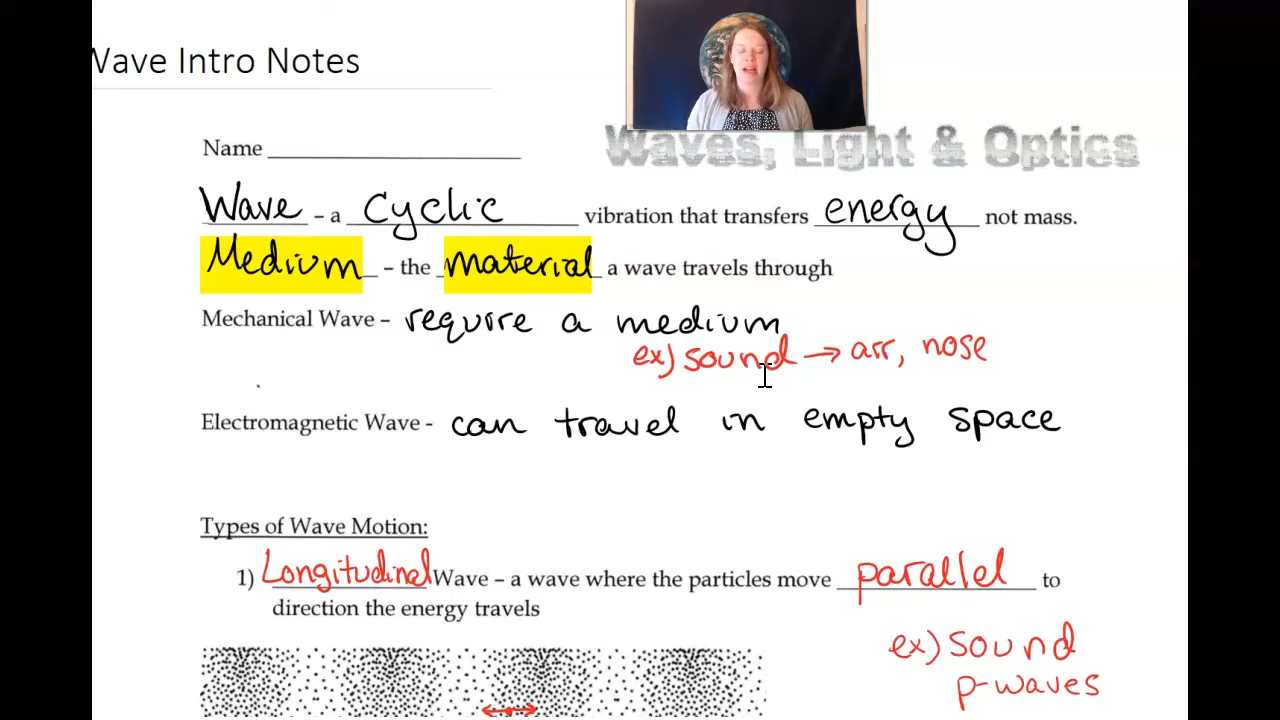 Wave Intro Notes
Name
Waves, Light & Optics
Wave – a cyclic vibration that transfers energy not mass.
Medium – the material a wave travels through
Mechanical Wave – require a medium
ex) sound → air, nose
Electromagnetic Wave - can travel in empty space
Types of Wave Motion:
1) Longitudinal Wave – a wave where the particles move parallel to
direction the energy travels
ex) sound
p-waves